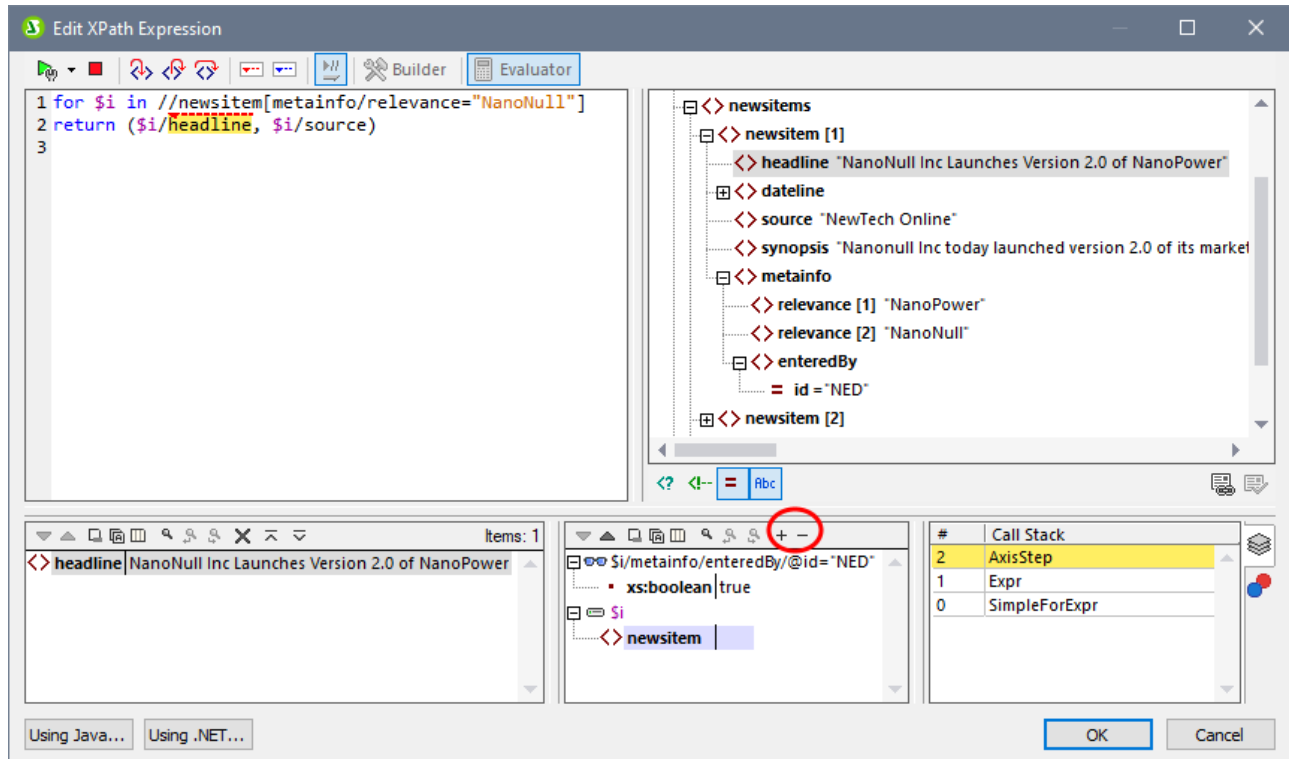 Edit XPath Expression
Builder
Evaluator
1 for $i in //newsitem[metainfo/relevance="NanoNull"]
2 return ($i/headline, $i/source)
3
<> newsitems
<> newsitem [1]
<> headline "NanoNull Inc Launches Version 2.0 of NanoPower"
<> dateline
<> source "NewTech Online"
<> synopsis "Nanonull Inc today launched version 2.0 of its market
<> metainfo
<> relevance [1] "NanoPower"
<> relevance [2] "NanoNull"
<> enteredBy
= id ="NED"
<> newsitem [2]
<? <!-- = Abc
Items: 1
<> headline NanoNull Inc Launches Version 2.0 of NanoPower
+ −
$i/metainfo/enteredBy/@id="NED"
xs:boolean true
$i
<> newsitem
# Call Stack
2 AxisStep
1 Expr
0 SimpleForExpr
Using Java... Using .NET...
OK Cancel